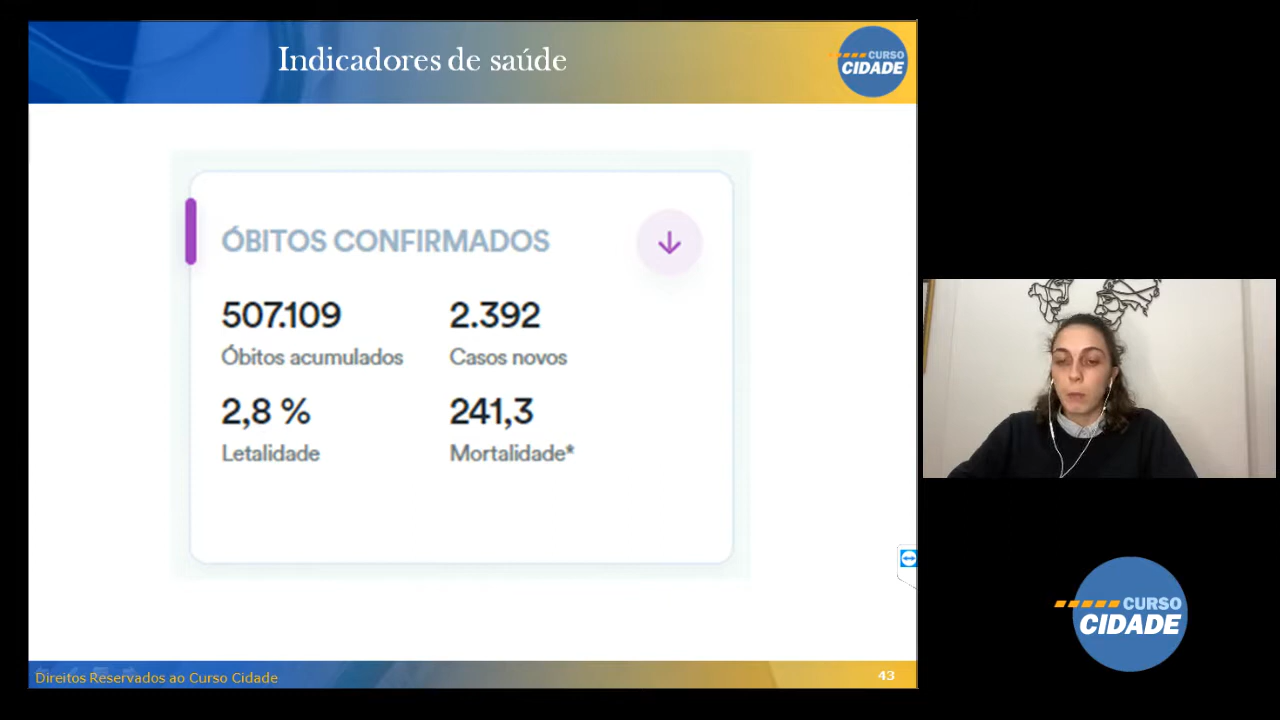 Indicadores de saúde
CURSO
CIDADE
ÓBITOS CONFIRMADOS
507.109
2.392
Óbitos acumulados
Casos novos
2,8 %
241,3
Letalidade
Mortalidade*
Direitos Reservados ao Curso Cidade
43
CURSO
CIDADE